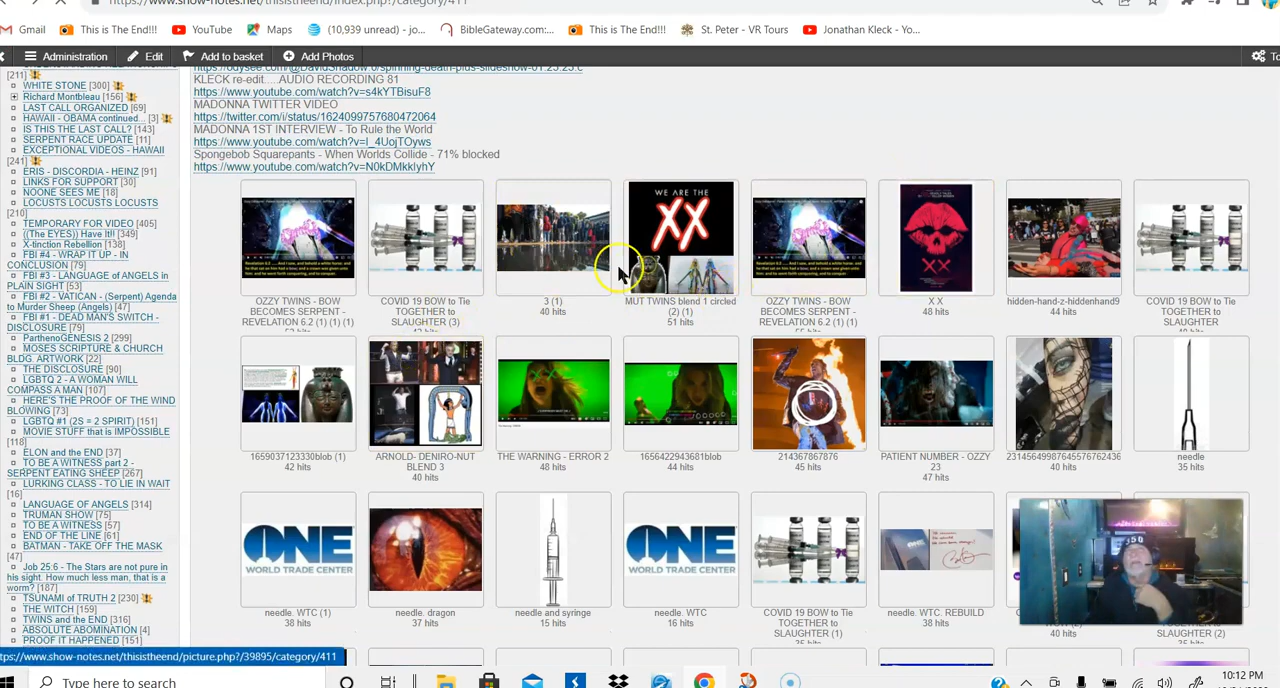 www.show-notes.net/thisistheend/index.php?/category/411
Gmail
This is The End!!!
YouTube
Maps
(10,939 unread) - jo...
BibleGateway.com:...
This is The End!!!
St. Peter - VR Tours
Jonathan Kleck - Yo...
Administration
Edit
Add to basket
Add Photos
To
[211]
WHITE STONE [300]
Richard Montbleau [156]
LAST CALL ORGANIZED [69]
HAWAII - OBAMA continued... [3]
IS THIS THE LAST CALL? [143]
SERPENT RACE UPDATE [11]
EXCEPTIONAL VIDEOS - HAWAII
[241]
ERIS - DISCORDIA - HEINZ [91]
LINKS FOR SUPPORT [30]
NOONE SEES ME [18]
LOCUSTS LOCUSTS LOCUSTS
[210]
TEMPORARY FOR VIDEO [405]
((The EYES)) Have It!! [349]
X-tinction Rebellion [138]
FBI #4 - WRAP IT UP - IN
CONCLUSION [79]
FBI #3 - LANGUAGE of ANGELS in
PLAIN SIGHT [53]
FBI #2 - VATICAN - (Serpent) Agenda
to Murder Sheep (Angels) [47]
FBI #1 - DEAD MAN'S SWITCH -
DISCLOSURE [79]
ParthenoGENESIS 2 [299]
MOSES SCRIPTURE & CHURCH
BLDG. ARTWORK [22]
THE DISCLOSURE [90]
LGBTQ 2 - A WOMAN WILL
COMPASS A MAN [107]
HERE'S THE PROOF OF THE WIND
BLOWING [73]
LGBTQ #1 (2S = 2 SPIRIT) [151]
MOVIE STUFF that is IMPOSSIBLE
[118]
ELON and the END [37]
TO BE A WITNESS part 2 -
SERPENT EATING SHEEP [267]
LURKING CLASS - TO LIE IN WAIT
[16]
LANGUAGE OF ANGELS [314]
TRUMAN SHOW [75]
TO BE A WITNESS [57]
END OF THE LINE [61]
BATMAN - TAKE OFF THE MASK
[47]
Job 25:6 - The Stars are not pure in
his sight. How much less man, that is a
worm? [187]
TSUNAMI of TRUTH 2 [230]
THE WITCH [159]
TWINS and the END [316]
ABSOLUTE ABOMINATION [4]
PROOF IT HAPPENED [151]
https://odysee.com/@DavidShadow:0/spinning-death-plus-slideshow-01.23.23:c
KLECK re-edit.....AUDIO RECORDING 81
https://www.youtube.com/watch?v=s4kYTBisuF8
MADONNA TWITTER VIDEO
https://twitter.com/i/status/1624099757680472064
MADONNA 1ST INTERVIEW - To Rule the World
https://www.youtube.com/watch?v=I_4UojTOyws
Spongebob Squarepants - When Worlds Collide - 71% blocked
https://www.youtube.com/watch?v=N0kDMkklyhY
WE ARE THE
XX
XX
OZZY TWINS - BOW
BECOMES SERPENT -
REVELATION 6.2 (1) (1) (1)
COVID 19 BOW to Tie
TOGETHER to
SLAUGHTER (3)
3 (1)
40 hits
MUT TWINS blend 1 circled
(2) (1)
51 hits
OZZY TWINS - BOW
BECOMES SERPENT -
REVELATION 6.2 (1) (1)
X X
48 hits
hidden-hand-z-hiddenhand9
44 hits
COVID 19 BOW to Tie
TOGETHER to
SLAUGHTER
1659037123330blob (1)
42 hits
ARNOLD- DENIRO-NUT
BLEND 3
40 hits
THE WARNING - ERROR 2
48 hits
1656422943681blob
44 hits
214367867876
45 hits
PATIENT NUMBER - OZZY
23
47 hits
40 hits
needle
35 hits
ONE
WORLD TRADE CENTER
ONE
WORLD TRADE CENTER
needle. WTC (1)
38 hits
needle. dragon
37 hits
needle and syringe
15 hits
needle. WTC
16 hits
COVID 19 BOW to Tie
TOGETHER to
SLAUGHTER (1)
needle. WTC. REBUILD
38 hits
40 hits
SLAUGHTER (2)
ps://www.show-notes.net/thisistheend/picture.php?/39895/category/411
Type here to search
10:12 PM